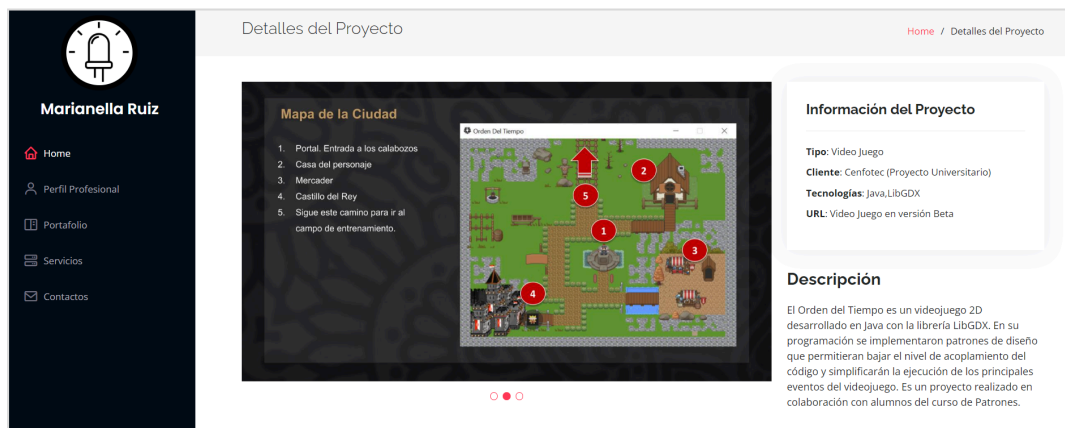 Marianella Ruiz
Home
Perfil Profesional
Portafolio
Servicios
Contactos
Detalles del Proyecto
Home / Detalles del Proyecto
Mapa de la Ciudad
1. Portal. Entrada a los calabozos
2. Casa del personaje
3. Mercader
4. Castillo del Rey
5. Sigue este camino para ir al
campo de entrenamiento.
Orden Del Tiempo
2
5
1
3
4
Información del Proyecto
Tipo: Video Juego
Cliente: Cenfotec (Proyecto Universitario)
Tecnologías: Java,LibGDX
URL: Video Juego en versión Beta
Descripción
El Orden del Tiempo es un videojuego 2D
desarrollado en Java con la librería LibGDX. En su
programación se implementaron patrones de diseño
que permitieran bajar el nivel de acoplamiento del
código y simplificarán la ejecución de los principales
eventos del videojuego. Es un proyecto realizado en
colaboración con alumnos del curso de Patrones.